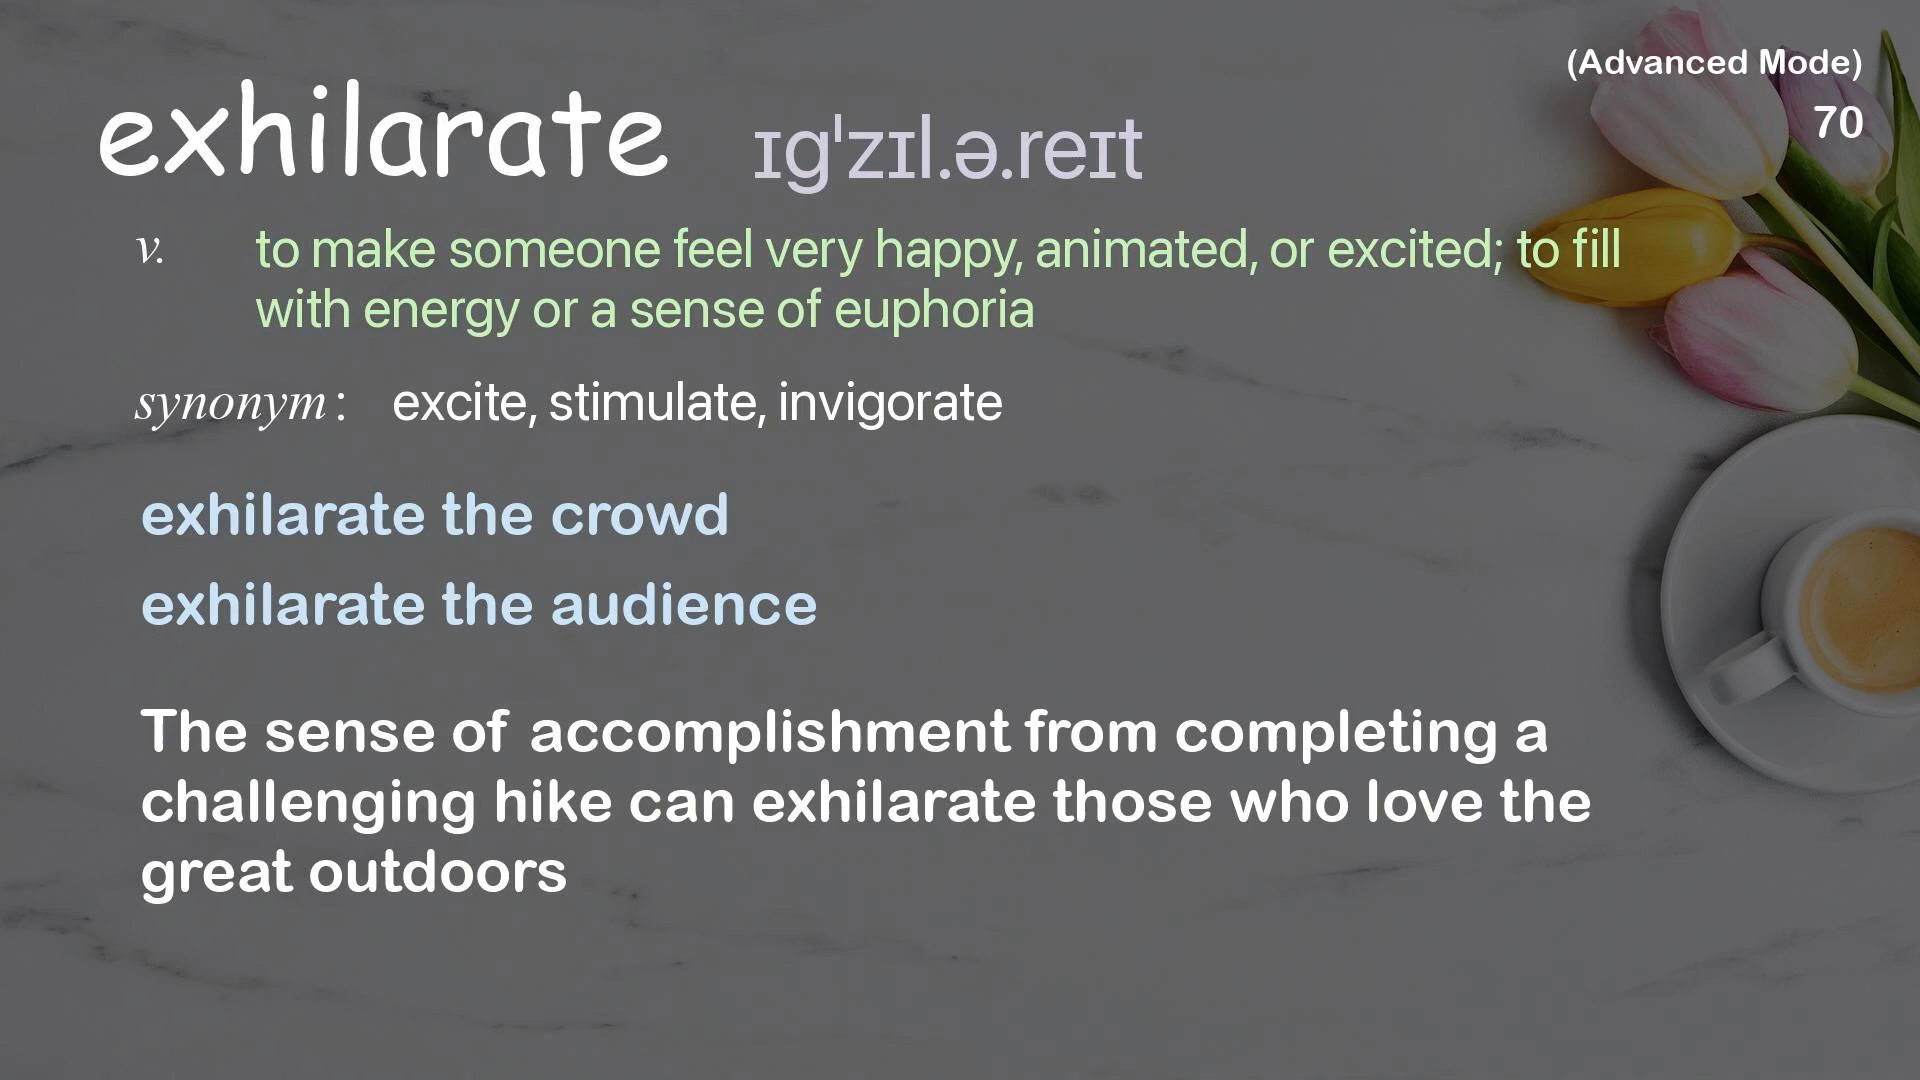 (Advanced Mode)
70
exhilarate ɪgˈzɪl.ə.reɪt
v. to make someone feel very happy, animated, or excited; to fill
with energy or a sense of euphoria
synonym: excite, stimulate, invigorate
exhilarate the crowd
exhilarate the audience
The sense of accomplishment from completing a
challenging hike can exhilarate those who love the
great outdoors